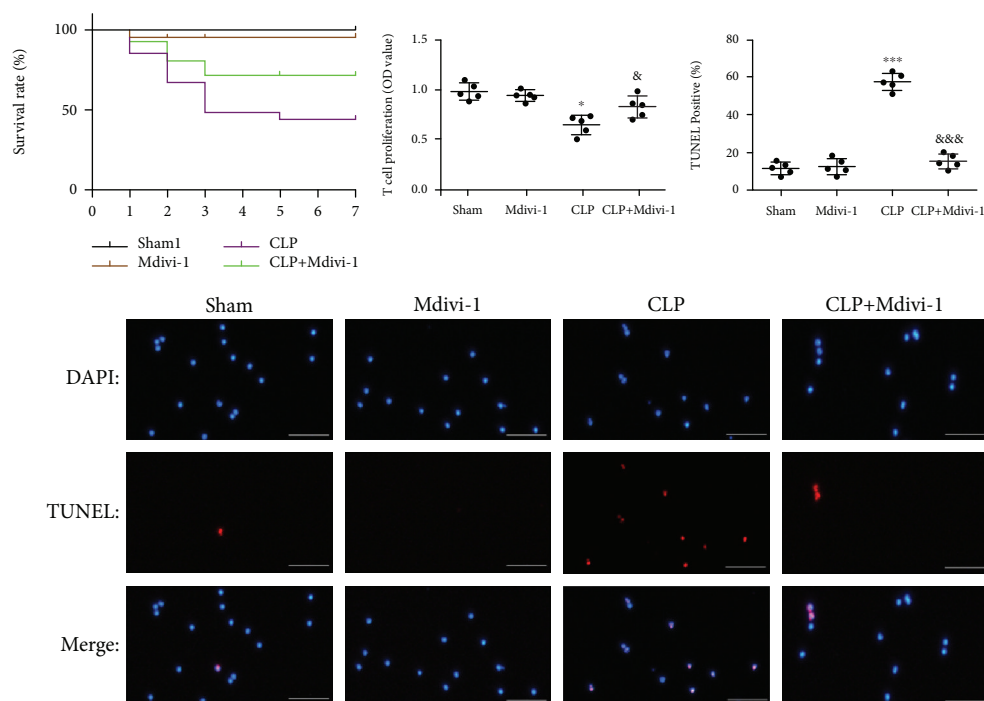 Survival rate (%)
100
50
0
0 1 2 3 4 5 6 7
Sham1
CLP
Mdivi-1
CLP+Mdivi-1
T cell proliferation (OD value)
1.5
1.0
0.5
0.0
*
&
Sham Mdivi-1 CLP CLP+Mdivi-1
TUNEL Positive (%)
80
60
40
20
0
***
&&&
Sham Mdivi-1 CLP CLP+Mdivi-1
Sham Mdivi-1 CLP CLP+Mdivi-1
DAPI:
TUNEL:
Merge: